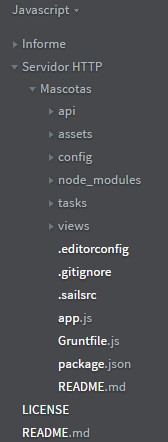 Javascript
Informe
Servidor HTTP
Mascotas
api
assets
config
node_modules
tasks
views
.editorconfig
.gitignore
.sailsrc
app.js
Gruntfile.js
package.json
README.md
LICENSE
README.md